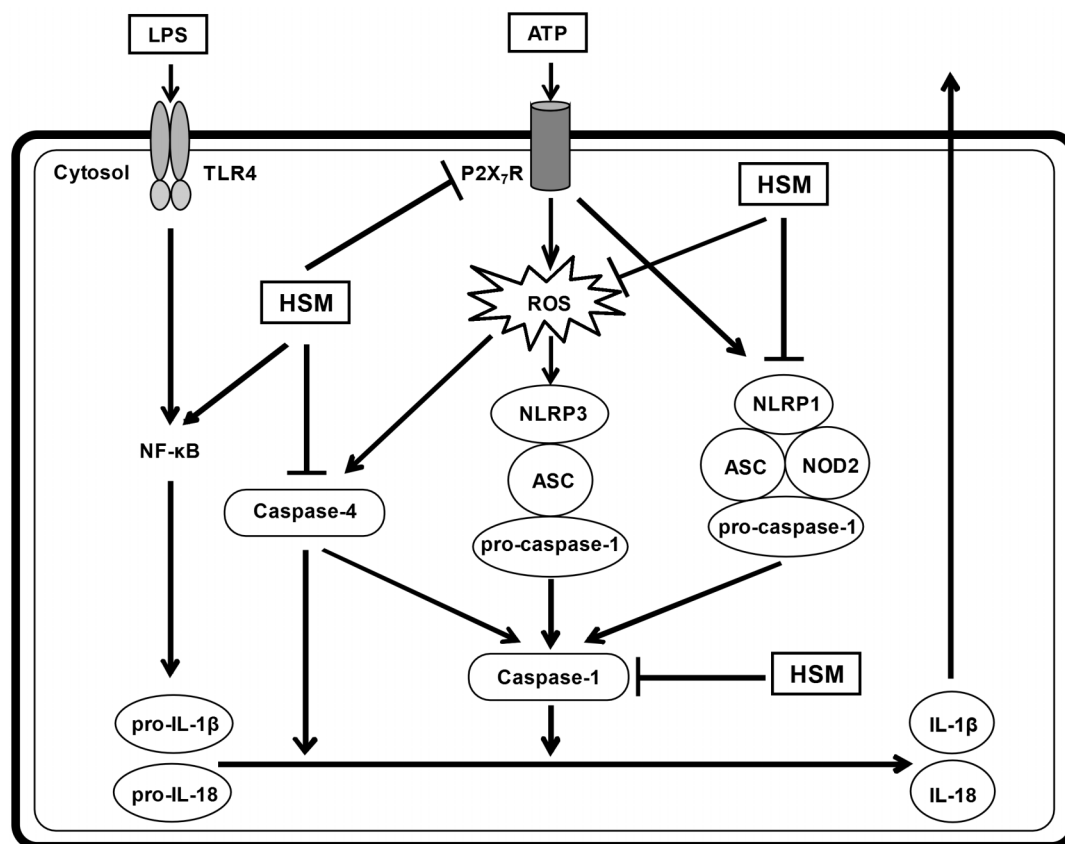 LPS
ATP
Cytosol
TLR4
P2X₇R
HSM
HSM
ROS
NLRP3
NLRP1
NF-κB
ASC
ASC
NOD2
Caspase-4
pro-caspase-1
pro-caspase-1
Caspase-1
HSM
pro-IL-1β
IL-1β
pro-IL-18
IL-18